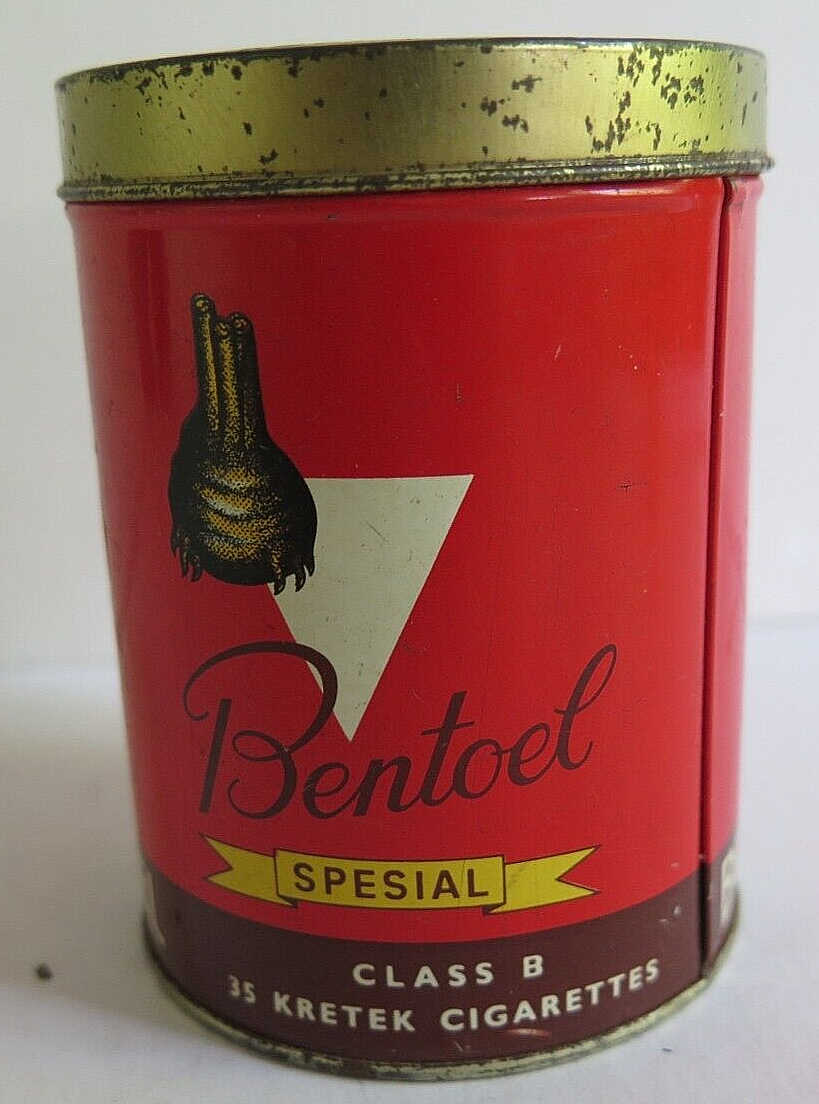 Bentoel
SPESIAL
CLASS B
35 KRETEK CIGARETTES